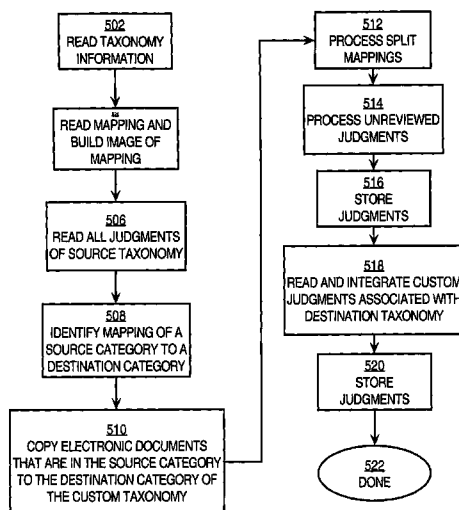 502
READ TAXONOMY
INFORMATION
READ MAPPING AND
BUILD IMAGE OF
MAPPING
506
READ ALL JUDGMENTS
OF SOURCE TAXONOMY
508
IDENTIFY MAPPING OF A
SOURCE CATEGORY TO A
DESTINATION CATEGORY
510
COPY ELECTRONIC DOCUMENTS
THAT ARE IN THE SOURCE CATEGORY
TO THE DESTINATION CATEGORY OF
THE CUSTOM TAXONOMY
512
PROCESS SPLIT
MAPPINGS
514
PROCESS UNREVIEWED
JUDGMENTS
516
STORE
JUDGMENTS
518
READ AND INTEGRATE CUSTOM
JUDGMENTS ASSOCIATED WITH
DESTINATION TAXONOMY
520
STORE
JUDGMENTS
522
DONE